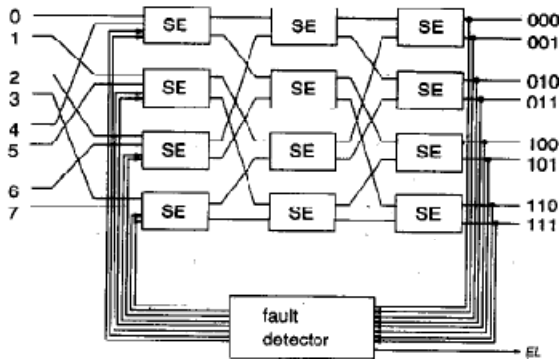 0 SE SE SE 000
1 001
2 SE SE SE 010
3 011
4 SE SE SE 100
5 101
6 SE SE SE 110
7 111
fault
detector
EL